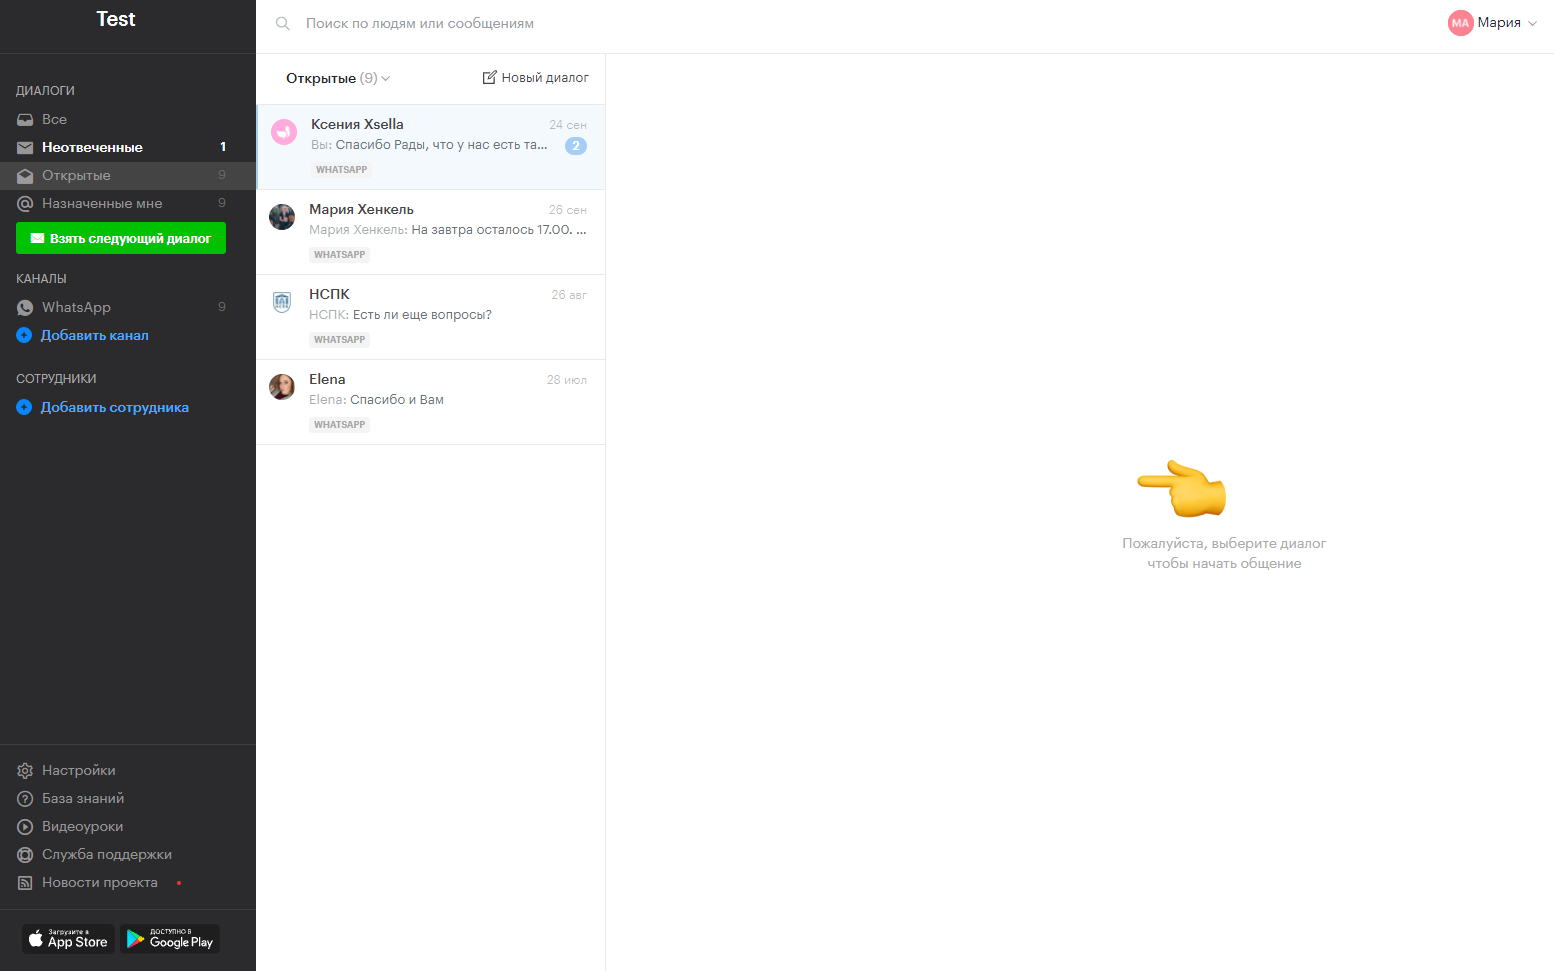 Test
Поиск по людям или сообщениям
MA Мария
ДИАЛОГИ
Все
Неотвеченные 1
Открытые 9
Назначенные мне 9
Взять следующий диалог
КАНАЛЫ
WhatsApp 9
Добавить канал
СОТРУДНИКИ
Добавить сотрудника
Настройки
База знаний
Видеоуроки
Служба поддержки
Новости проекта
Загрузите в
App Store
ДОСТУПНО В
Google Play
Открытые (9) Новый диалог
Ксения Xsella 24 сен
Вы: Спасибо Рады, что у нас есть та... 2
WHATSAPP
Мария Хенкель 26 сен
Мария Хенкель: На завтра осталось 17.00. ...
WHATSAPP
НСПК 26 авг
НСПК: Есть ли еще вопросы?
WHATSAPP
Elena 28 июл
Elena: Спасибо и Вам
WHATSAPP
Пожалуйста, выберите диалог
чтобы начать общение